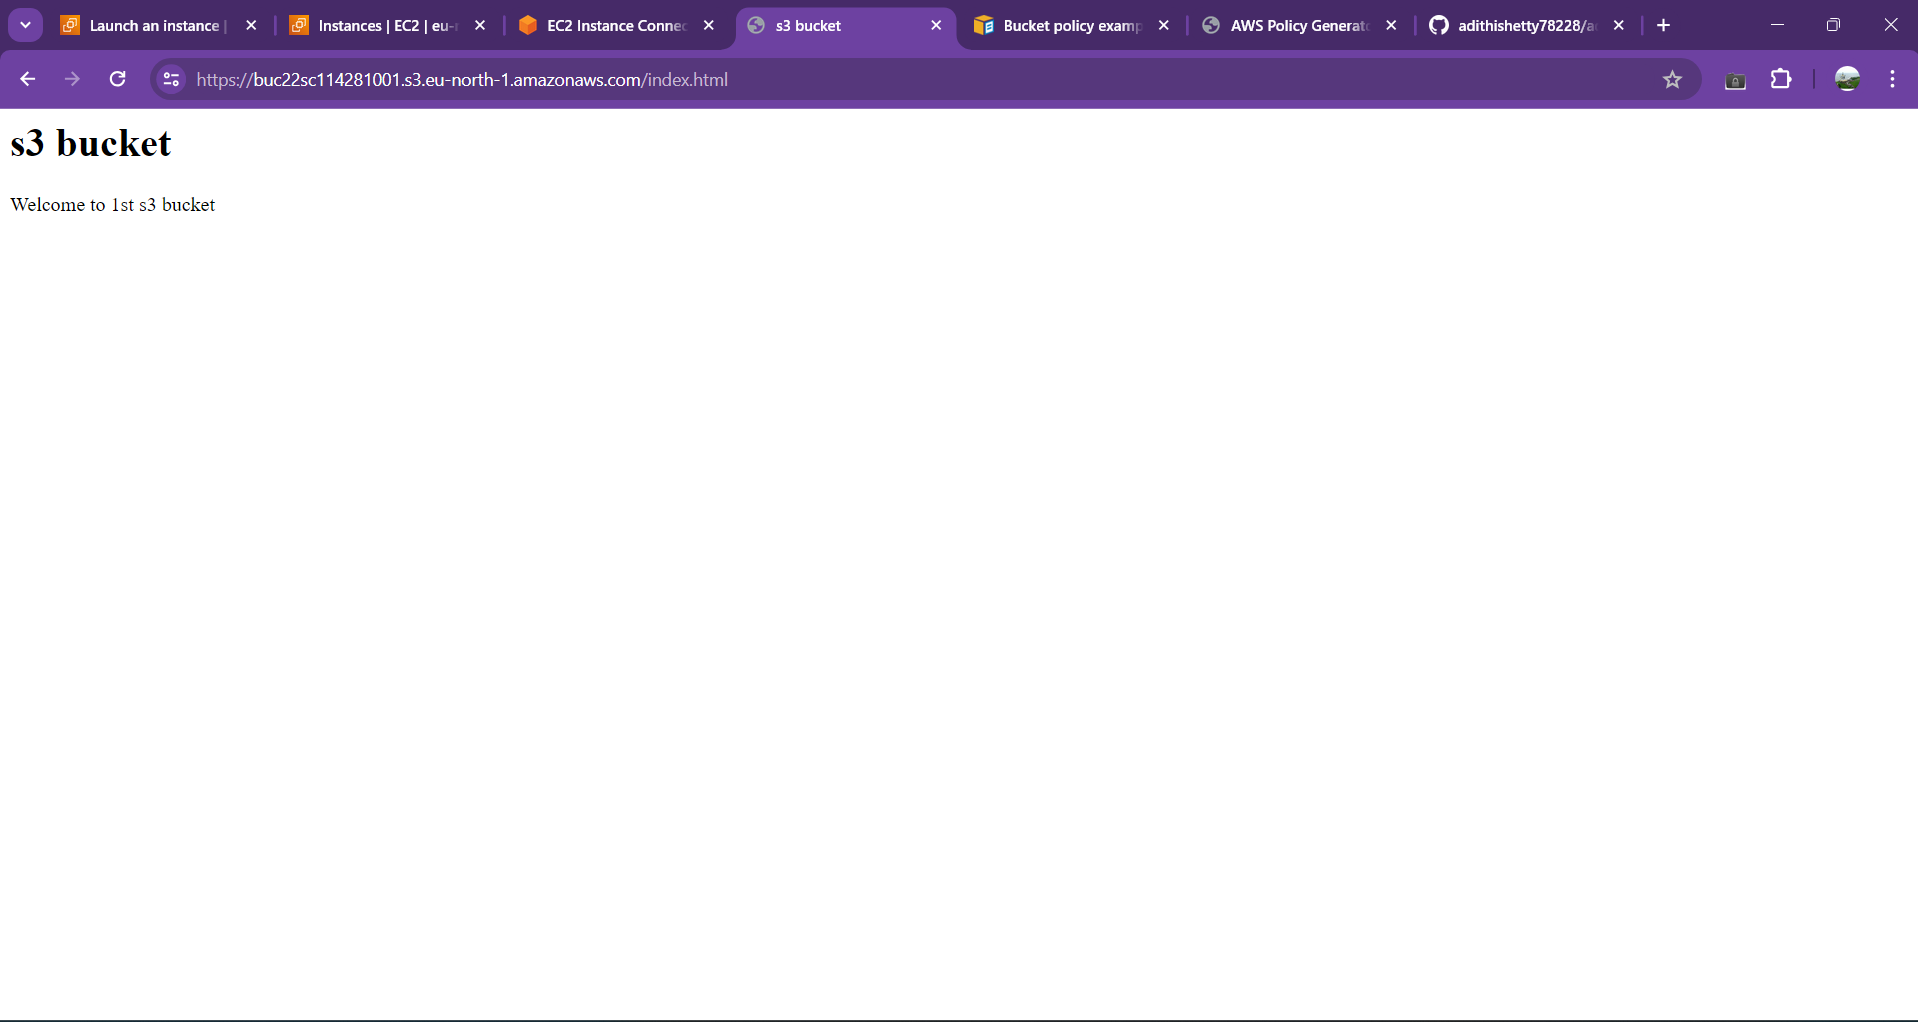 Launch an instance |
Instances | EC2 | eu-
EC2 Instance Connec
s3 bucket
Bucket policy examp
AWS Policy Generat
adithishetty78228/a
https://buc22sc114281001.s3.eu-north-1.amazonaws.com/index.html
s3 bucket
Welcome to 1st s3 bucket